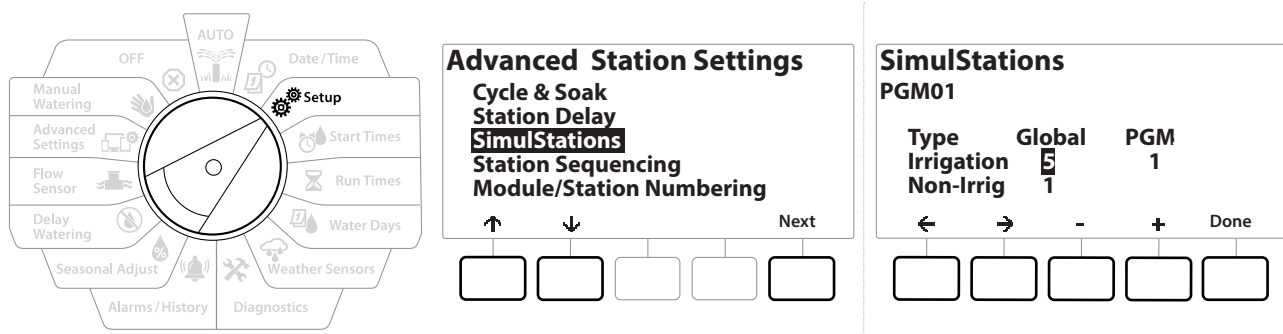 AUTO
OFF
Date / Time
Manual
Watering
Setup
Advanced
Settings
Start Times
Flow
Sensor
Run Times
Delay
Watering
Water Days
Seasonal Adjust
Weather Sensors
Alarms / History
Diagnostics
Advanced Station Settings
Cycle & Soak
Station Delay
SimulStations
Station Sequencing
Module/Station Numbering
↑ ↓ Next
SimulStations
PGM01
Type Global PGM
Irrigation 5 1
Non-Irrig 1
← → - + Done